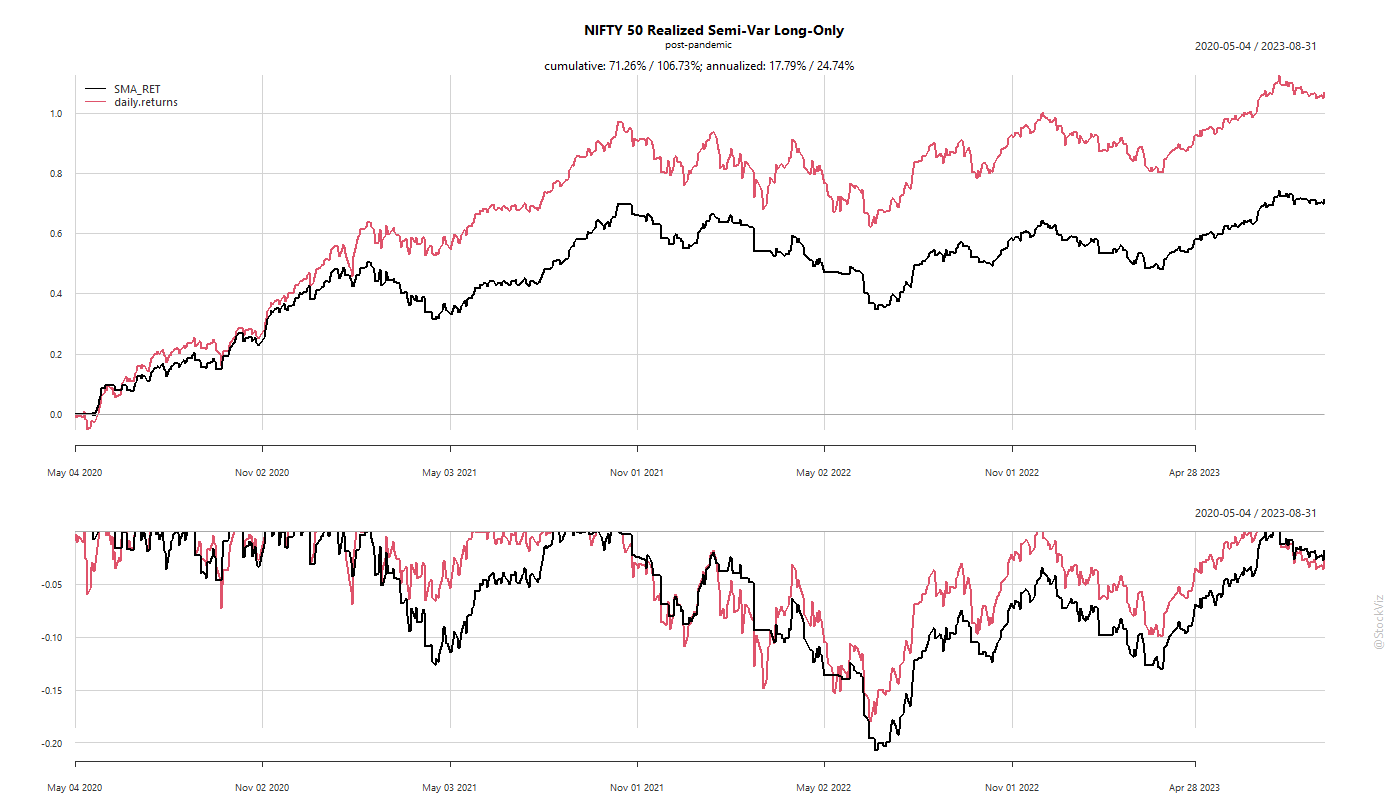 NIFTY 50 Realized Semi-Var Long-Only
post-pandemic
2020-05-04 / 2023-08-31
cumulative: 71.26% / 106.73%; annualized: 17.79% / 24.74%
SMA_RET
daily.returns
1.0
0.8
0.6
0.4
0.2
0.0
May 04 2020 Nov 02 2020 May 03 2021 Nov 01 2021 May 02 2022 Nov 01 2022 Apr 28 2023
2020-05-04 / 2023-08-31
-0.05
-0.10
-0.15
-0.20
May 04 2020 Nov 02 2020 May 03 2021 Nov 01 2021 May 02 2022 Nov 01 2022 Apr 28 2023
@StockViz